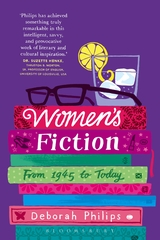 "Philips has achieved
something truly
remarkable in this
intelligent, savvy,
and provocative
work of literary and
cultural inspiration."
Women's
Fiction
From 1945 to Today
Deborah Philips
BLOOMSBURY